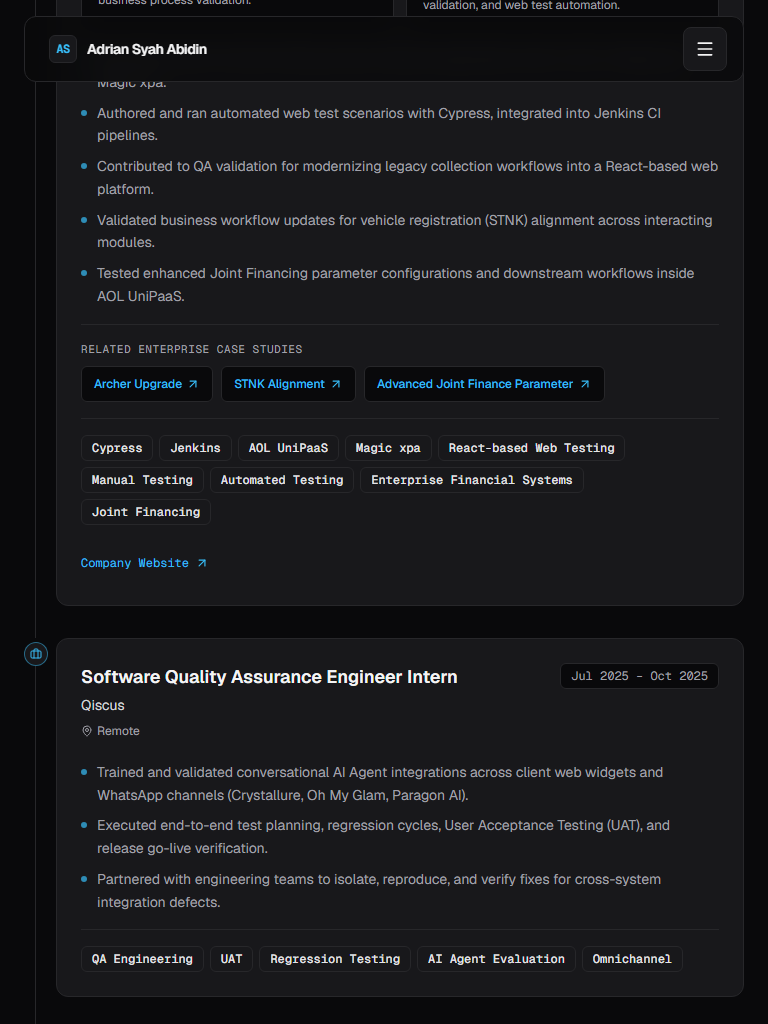 business process validation.
validation, and web test automation.
AS
Adrian Syah Abidin
Magic xpa.
Authored and ran automated web test scenarios with Cypress, integrated into Jenkins CI
pipelines.
Contributed to QA validation for modernizing legacy collection workflows into a React-based web
platform.
Validated business workflow updates for vehicle registration (STNK) alignment across interacting
modules.
Tested enhanced Joint Financing parameter configurations and downstream workflows inside
AOL UniPaaS.
RELATED ENTERPRISE CASE STUDIES
Archer Upgrade
STNK Alignment
Advanced Joint Finance Parameter
Cypress
Jenkins
AOL UniPaaS
Magic xpa
React-based Web Testing
Manual Testing
Automated Testing
Enterprise Financial Systems
Joint Financing
Company Website
Software Quality Assurance Engineer Intern
Jul 2025 – Oct 2025
Qiscus
Remote
Trained and validated conversational AI Agent integrations across client web widgets and
WhatsApp channels (Crystallure, Oh My Glam, Paragon AI).
Executed end-to-end test planning, regression cycles, User Acceptance Testing (UAT), and
release go-live verification.
Partnered with engineering teams to isolate, reproduce, and verify fixes for cross-system
integration defects.
QA Engineering
UAT
Regression Testing
AI Agent Evaluation
Omnichannel